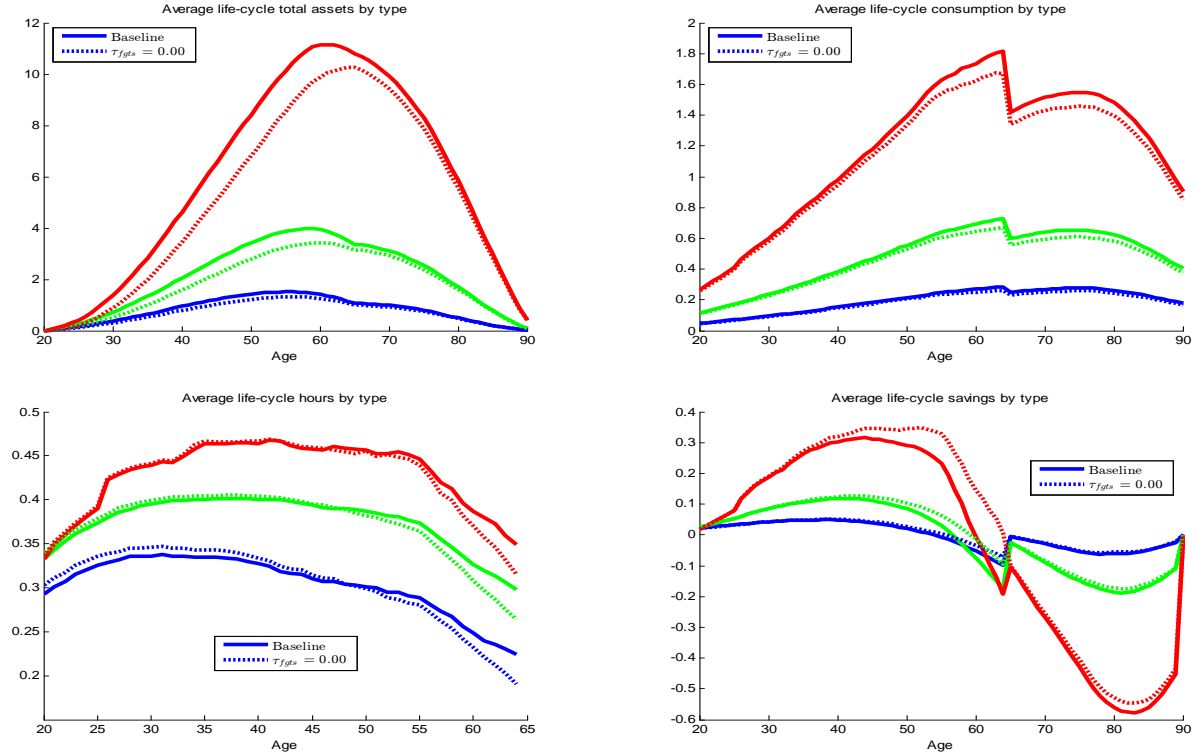 Average life-cycle total assets by type
12
10
8
6
4
2
0
20 30 40 50 60 70 80 90
Age
Baseline
τ_fgts = 0.00
Average life-cycle consumption by type
2
1.8
1.6
1.4
1.2
1
0.8
0.6
0.4
0.2
0
20 30 40 50 60 70 80 90
Age
Baseline
τ_fgts = 0.00
Average life-cycle hours by type
0.5
0.45
0.4
0.35
0.3
0.25
0.2
20 25 30 35 40 45 50 55 60 65
Age
Baseline
τ_fgts = 0.00
Average life-cycle savings by type
0.4
0.3
0.2
0.1
0
-0.1
-0.2
-0.3
-0.4
-0.5
-0.6
20 30 40 50 60 70 80 90
Age
Baseline
τ_fgts = 0.00